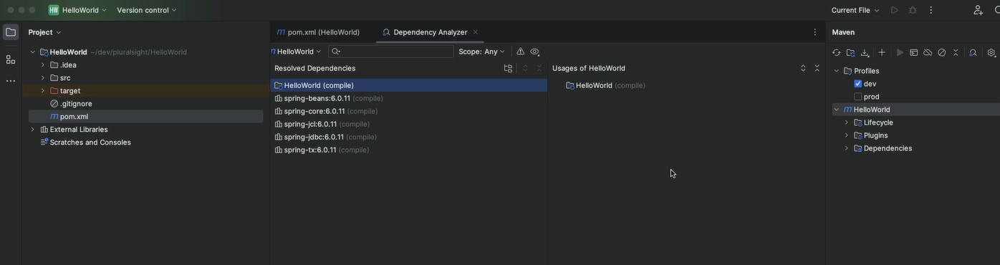 HW HelloWorld Version control Current File
Project
HelloWorld ~/dev/pluralsight/HelloWorld
.idea
src
target
.gitignore
m pom.xml
External Libraries
Scratches and Consoles
m pom.xml (HelloWorld) Dependency Analyzer
HelloWorld Scope: Any
Resolved Dependencies
HelloWorld (compile)
spring-beans:6.0.11 (compile)
spring-core:6.0.11 (compile)
spring-jcl:6.0.11 (compile)
spring-jdbc:6.0.11 (compile)
spring-tx:6.0.11 (compile)
Usages of HelloWorld
HelloWorld (compile)
Maven
Profiles
dev
prod
m HelloWorld
Lifecycle
Plugins
Dependencies